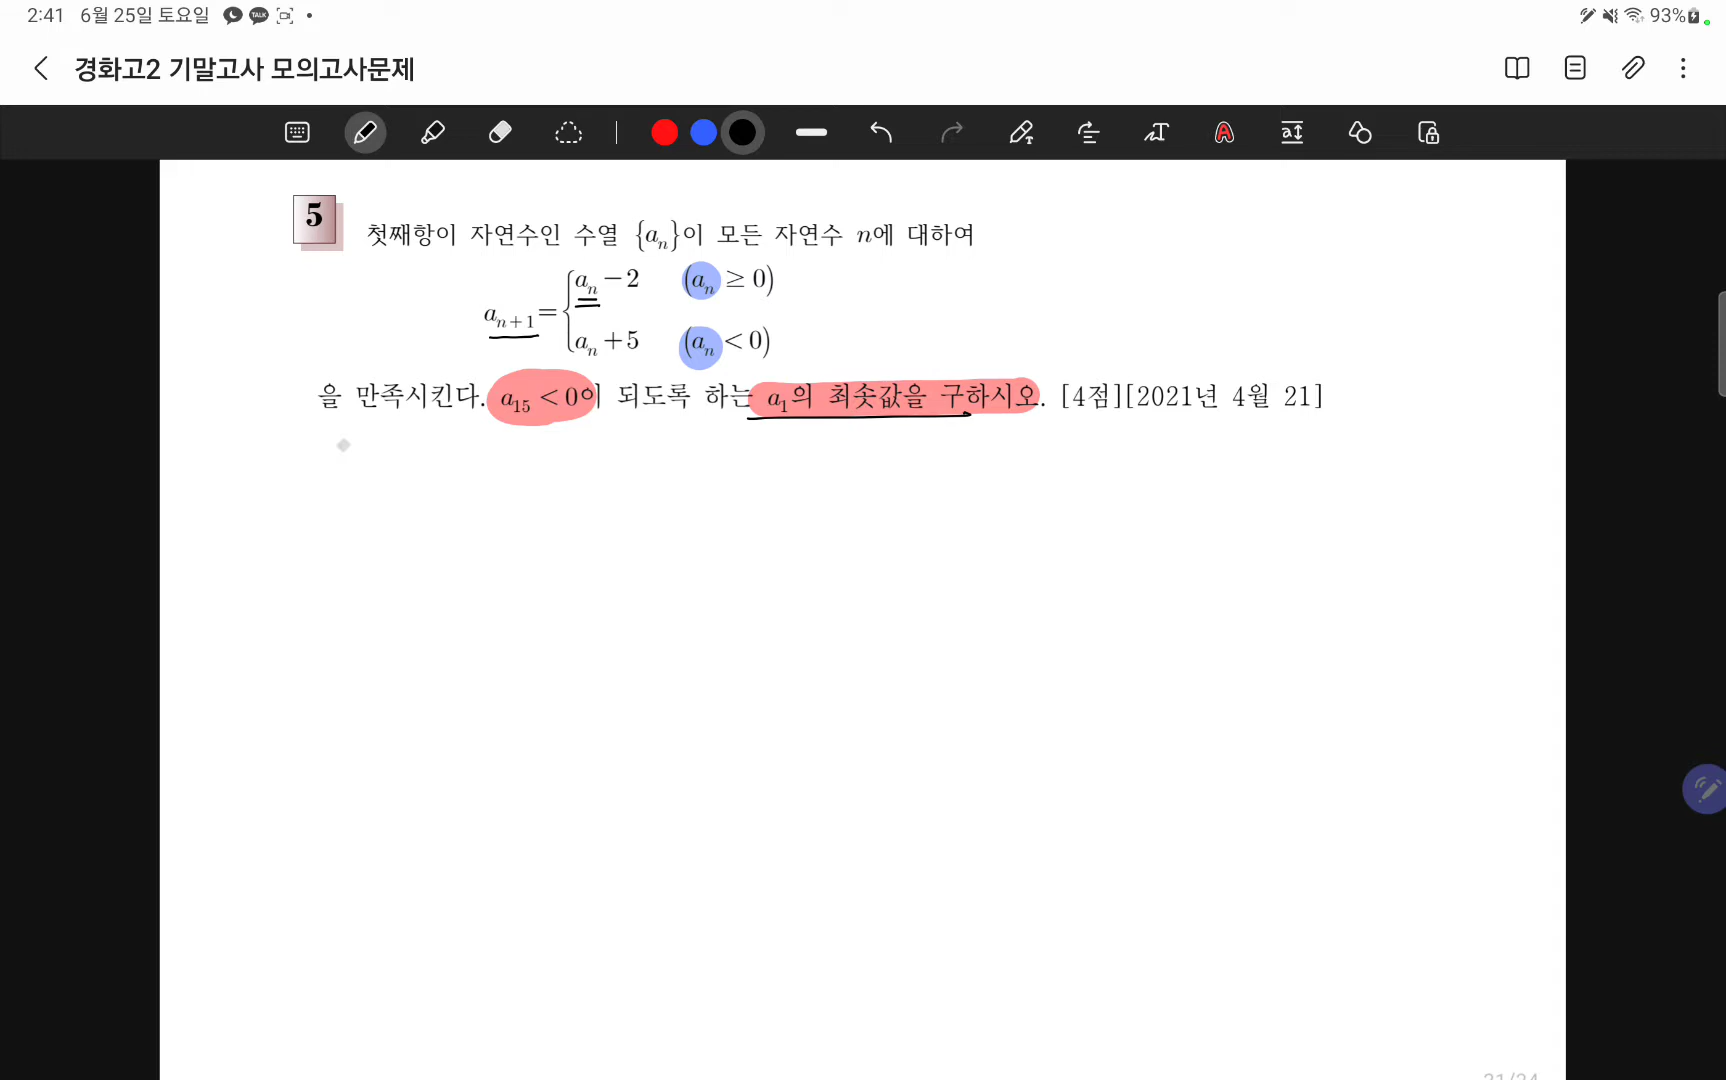 2:41 6월 25일 토요일 TALK 93%
경화고2 기말고사 모의고사문제
5 첫째항이 자연수인 수열 {aₙ}이 모든 자연수 n에 대하여
aₙ₊₁ = { aₙ − 2 (aₙ ≥ 0)
aₙ + 5 (aₙ < 0)
을 만족시킨다. a₁₅ < 0이 되도록 하는 a₁의 최솟값을 구하시오. [4점][2021년 4월 21]